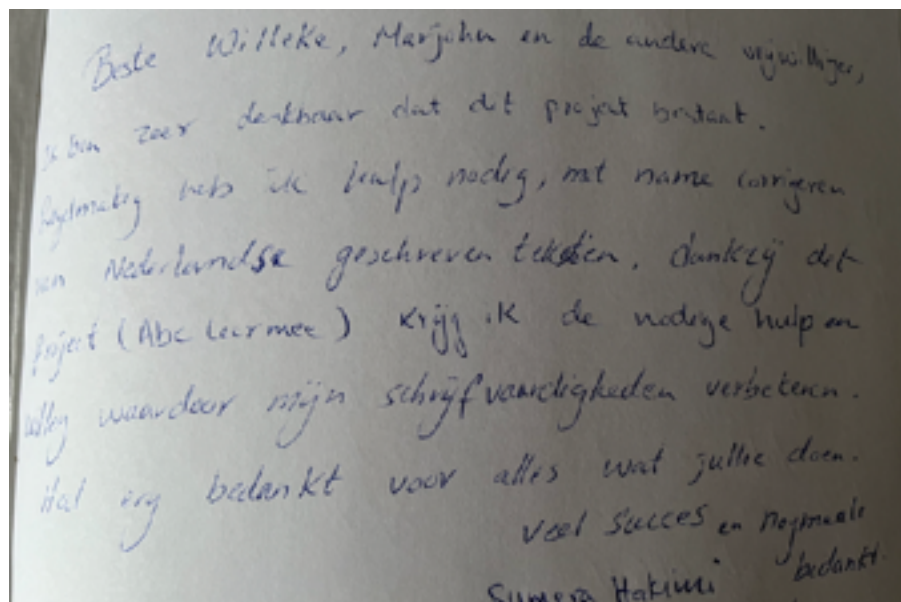 Beste Willeke, Marjohn en de andere vrijwilliger,
ik ben zeer dankbaar dat dit project bestaat.
Regelmatig heb ik hulp nodig, met name corrigeren
van Nederlandse geschreven teksten. dankzij dit
Project (Abc Leermee) krijg ik de nodige hulp en
waardoor mijn schrijfvaardigheden verbeteren.
Heel erg bedankt voor alles wat jullie doen.
Veel succes en nogmaals
bedankt
Sumera Hakimi